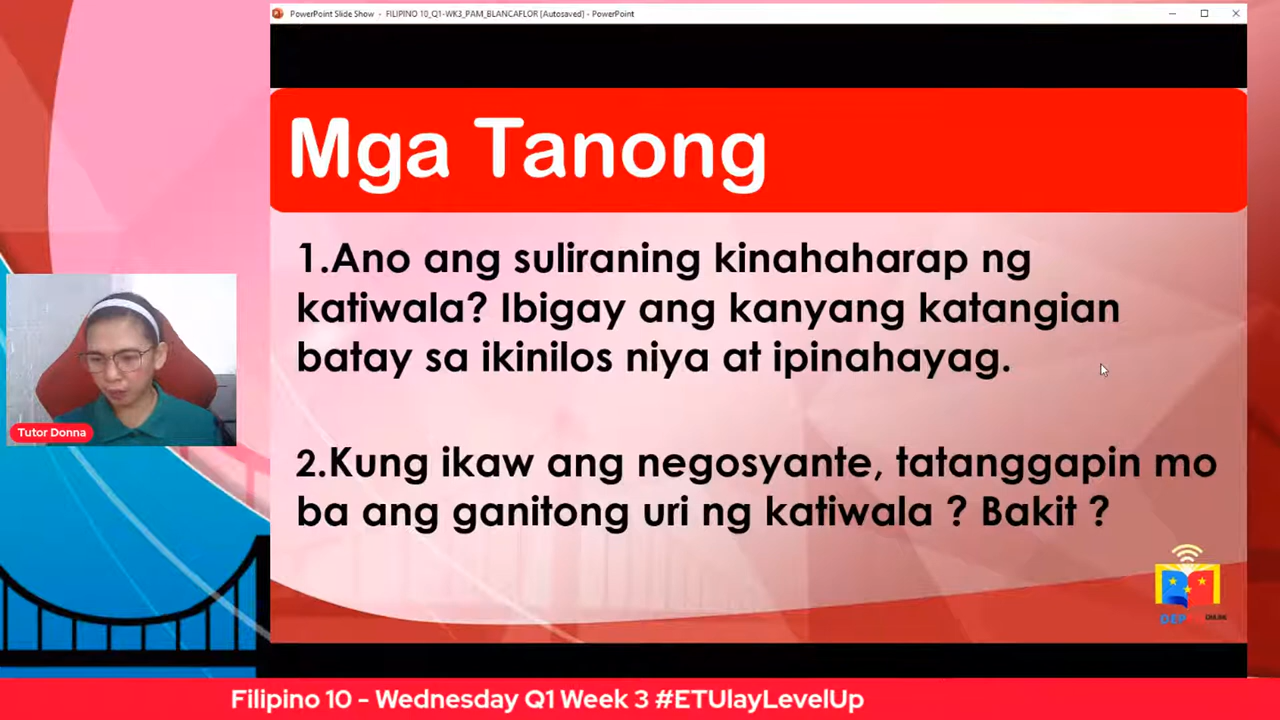 PowerPoint Slide Show - FILIPINO 10_Q1-WK3_PAM_BLANCAFLOR [Autosaved] - PowerPoint
Mga Tanong
1.Ano ang suliraning kinahaharap ng
katiwala? Ibigay ang kanyang katangian
batay sa ikinilos niya at ipinahayag.
2.Kung ikaw ang negosyante, tatanggapin mo
ba ang ganitong uri ng katiwala ? Bakit ?
Tutor Donna
ONLINE
Filipino 10 - Wednesday Q1 Week 3 #ETUlayLevelUp